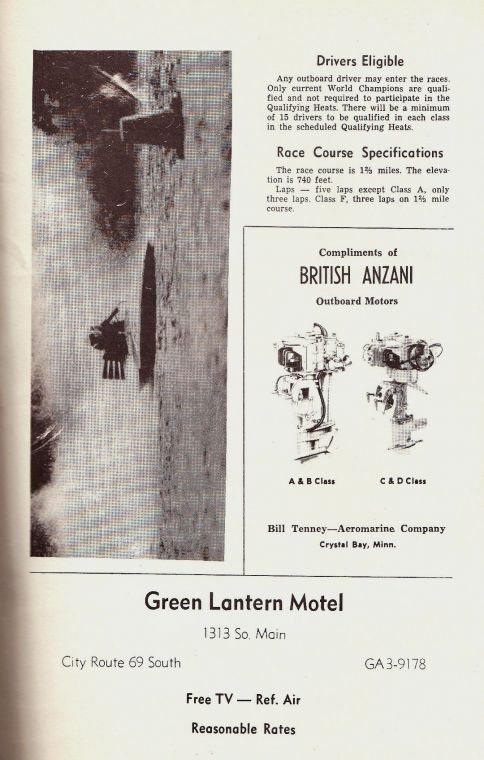 Drivers Eligible
Any outboard driver may enter the races.
Only current World Champions are quali-
fied and not required to participate in the
Qualifying Heats. There will be a minimum
of 15 drivers to be qualified in each class
in the scheduled Qualifying Heats.
Race Course Specifications
The race course is 1⅔ miles. The eleva-
tion is 740 feet.
Laps — five laps except Class A, only
three laps. Class F, three laps on 1⅔ mile
course.
Compliments of
BRITISH ANZANI
Outboard Motors
A & B Class
C & D Class
Bill Tenney—Aeromarine Company
Crystal Bay, Minn.
Green Lantern Motel
1313 So. Main
City Route 69 South
GA 3-9178
Free TV — Ref. Air
Reasonable Rates